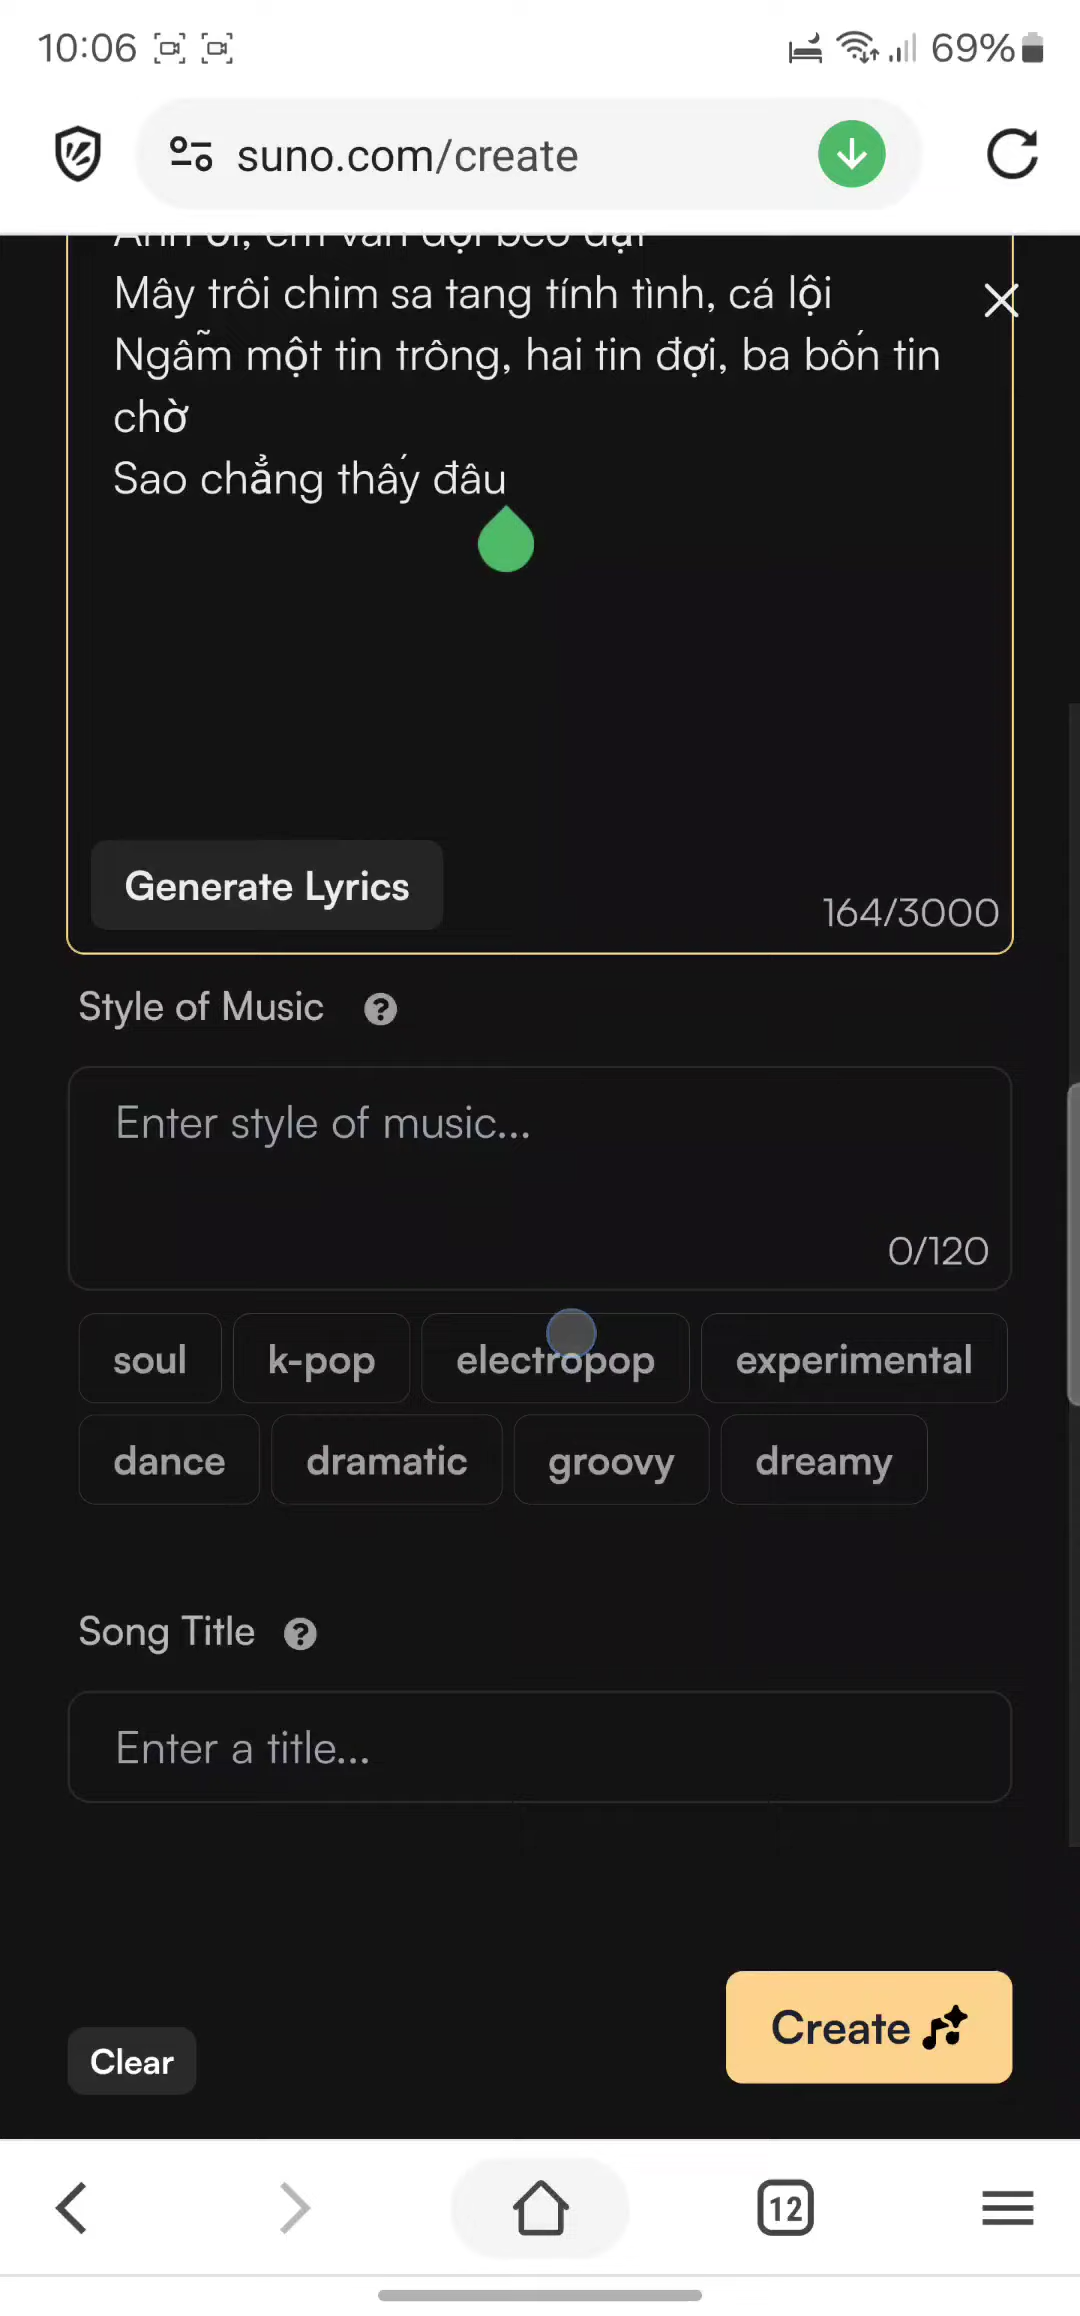 10:06
69%
suno.com/create
Mây trôi chim sa tang tính tình, cá lội
Ngẫm một tin trông, hai tin đợi, ba bốn tin
chờ
Sao chẳng thấy đâu
Generate Lyrics
164/3000
Style of Music
Enter style of music...
0/120
soul k-pop electropop experimental
dance dramatic groovy dreamy
Song Title
Enter a title...
Create
Clear
12